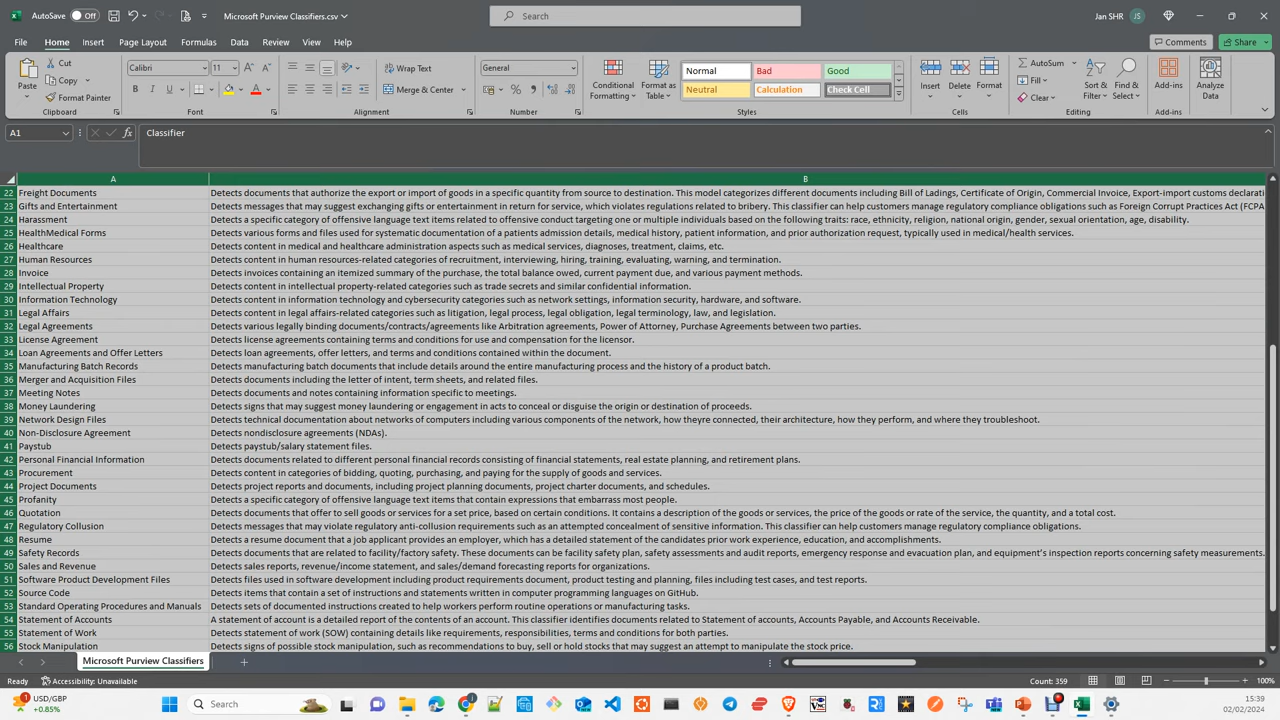 AutoSave Off Microsoft Purview Classifiers.csv Search Jan SHR JS
File Home Insert Page Layout Formulas Data Review View Help Comments Share
Paste Cut Copy Format Painter Calibri 11 B I U A A Wrap Text Merge & Center General % Conditional Formatting Format as Table Normal Bad Good Neutral Calculation Check Cell Insert Delete Format AutoSum Fill Clear Sort & Filter Find & Select Add-ins Analyze Data
Clipboard Font Alignment Number Styles Cells Editing Add-ins
A1 fx Classifier
A B
22 Freight Documents Detects documents that authorize the export or import of goods in a specific quantity from source to destination. This model categorizes different documents including Bill of Ladings, Certificate of Origin, Commercial Invoice, Export-import customs declarati
23 Gifts and Entertainment Detects messages that may suggest exchanging gifts or entertainment in return for service, which violates regulations related to bribery. This classifier can help customers manage regulatory compliance obligations such as Foreign Corrupt Practices Act (FCPA
24 Harassment Detects a specific category of offensive language text items related to offensive conduct targeting one or multiple individuals based on the following traits: race, ethnicity, religion, national origin, gender, sexual orientation, age, disability.
25 HealthMedical Forms Detects various forms and files used for systematic documentation of a patients admission details, medical history, patient information, and prior authorization request, typically used in medical/health services.
26 Healthcare Detects content in medical and healthcare administration aspects such as medical services, diagnoses, treatment, claims, etc.
27 Human Resources Detects content in human resources-related categories of recruitment, interviewing, hiring, training, evaluating, warning, and termination.
28 Invoice Detects invoices containing an itemized summary of the purchase, the total balance owed, current payment due, and various payment methods.
29 Intellectual Property Detects content in intellectual property-related categories such as trade secrets and similar confidential information.
30 Information Technology Detects content in information technology and cybersecurity categories such as network settings, information security, hardware, and software.
31 Legal Affairs Detects content in legal affairs-related categories such as litigation, legal process, legal obligation, legal terminology, law, and legislation.
32 Legal Agreements Detects various legally binding documents/contracts/agreements like Arbitration agreements, Power of Attorney, Purchase Agreements between two parties.
33 License Agreement Detects license agreements containing terms and conditions for use and compensation for the licensor.
34 Loan Agreements and Offer Letters Detects loan agreements, offer letters, and terms and conditions contained within the document.
35 Manufacturing Batch Records Detects manufacturing batch documents that include details around the entire manufacturing process and the history of a product batch.
36 Merger and Acquisition Files Detects documents including the letter of intent, term sheets, and related files.
37 Meeting Notes Detects documents and notes containing information specific to meetings.
38 Money Laundering Detects signs that may suggest money laundering or engagement in acts to conceal or disguise the origin or destination of proceeds.
39 Network Design Files Detects technical documentation about networks of computers including various components of the network, how theyre connected, their architecture, how they perform, and where they troubleshoot.
40 Non-Disclosure Agreement Detects nondisclosure agreements (NDAs).
41 Paystub Detects paystub/salary statement files.
42 Personal Financial Information Detects documents related to different personal financial records consisting of financial statements, real estate planning, and retirement plans.
43 Procurement Detects content in categories of bidding, quoting, purchasing, and paying for the supply of goods and services.
44 Project Documents Detects project reports and documents, including project planning documents, project charter documents, and schedules.
45 Profanity Detects a specific category of offensive language text items that contain expressions that embarrass most people.
46 Quotation Detects documents that offer to sell goods or services for a set price, based on certain conditions. It contains a description of the goods or services, the price of the goods or rate of the service, the quantity, and a total cost.
47 Regulatory Collusion Detects messages that may violate regulatory anti-collusion requirements such as an attempted concealment of sensitive information. This classifier can help customers manage regulatory compliance obligations.
48 Resume Detects a resume document that a job applicant provides an employer, which has a detailed statement of the candidates prior work experience, education, and accomplishments.
49 Safety Records Detects documents that are related to facility/factory safety. These documents can be facility safety plan, safety assessments and audit reports, emergency response and evacuation plan, and equipment's inspection reports concerning safety measurements.
50 Sales and Revenue Detects sales reports, revenue/income statement, and sales/demand forecasting reports for organizations.
51 Software Product Development Files Detects files used in software development including product requirements document, product testing and planning, files including test cases, and test reports.
52 Source Code Detects items that contain a set of instructions and statements written in computer programming languages on GitHub.
53 Standard Operating Procedures and Manuals Detects sets of documented instructions created to help workers perform routine operations or manufacturing tasks.
54 Statement of Accounts A statement of account is a detailed report of the contents of an account. This classifier identifies documents related to Statement of accounts, Accounts Payable, and Accounts Receivable.
55 Statement of Work Detects statement of work (SOW) containing details like requirements, responsibilities, terms and conditions for both parties.
56 Stock Manipulation Detects signs of possible stock manipulation, such as recommendations to buy, sell or hold stocks that may suggest an attempt to manipulate the stock price.
Microsoft Purview Classifiers
Ready Accessibility: Unavailable Count: 359 100%
USD/GBP +0.85% Search 15:39 02/02/2024